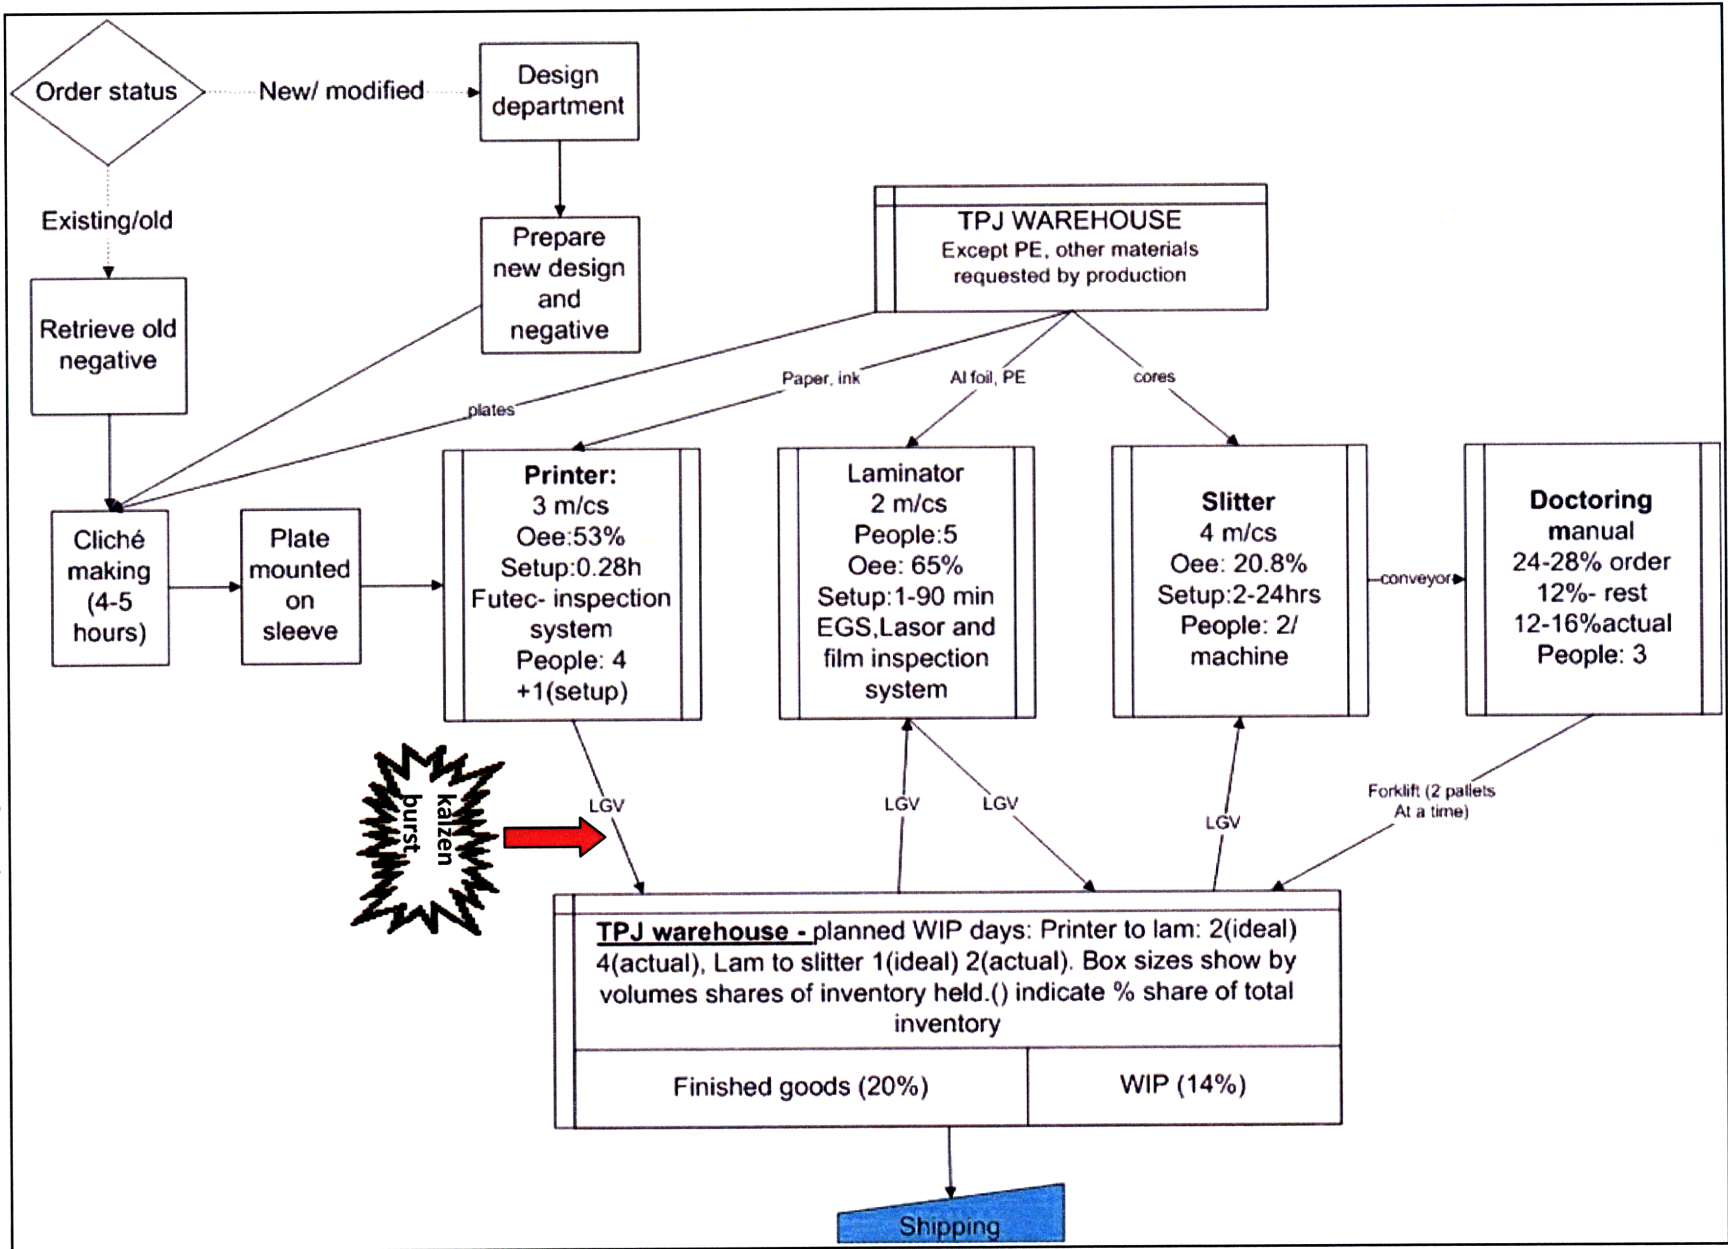 Order status
New/ modified
Design
department
Existing/old
Prepare
new design
and
negative
Retrieve old
negative
TPJ WAREHOUSE
Except PE, other materials
requested by production
plates
Paper, ink
Al foil, PE
cores
Cliché
making
(4-5
hours)
Plate
mounted
on
sleeve
Printer:
3 m/cs
Oee:53%
Setup:0.28h
Futec- inspection
system
People: 4
+1(setup)
Laminator
2 m/cs
People:5
Oee: 65%
Setup:1-90 min
EGS,Lasor and
film inspection
system
Slitter
4 m/cs
Oee: 20.8%
Setup:2-24hrs
People: 2/
machine
conveyor
Doctoring
manual
24-28% order
12%- rest
12-16%actual
People: 3
kaizen
burst
LGV
LGV
LGV
LGV
Forklift (2 pallets
At a time)
TPJ warehouse - planned WIP days: Printer to lam: 2(ideal)
4(actual), Lam to slitter 1(ideal) 2(actual). Box sizes show by
volumes shares of inventory held.() indicate % share of total
inventory
Finished goods (20%)
WIP (14%)
Shipping